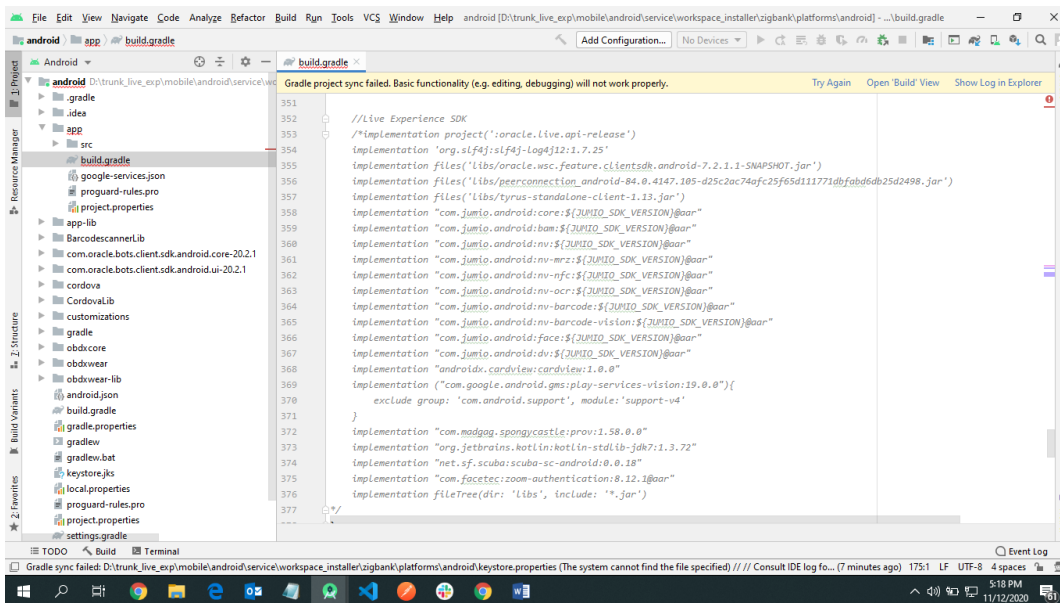 File Edit View Navigate Code Analyze Refactor Build Run Tools VCS Window Help android [D:\trunk_live_exp\mobile\android\service\workspace_installer\zigbank\platforms\android] - ...\build.gradle
android app build.gradle
Add Configuration... No Devices
1: Project
Resource Manager
7: Structure
Build Variants
2: Favorites
Android
android D:\trunk_live_exp\mobile\android\service\wo
.gradle
.idea
app
src
build.gradle
google-services.json
proguard-rules.pro
project.properties
app-lib
BarcodescannerLib
com.oracle.bots.client.sdk.android.core-20.2.1
com.oracle.bots.client.sdk.android.ui-20.2.1
cordova
CordovaLib
customizations
gradle
obdxcore
obdxwear
obdxwear-lib
android.json
build.gradle
gradle.properties
gradlew
gradlew.bat
keystore.jks
local.properties
proguard-rules.pro
project.properties
settings.gradle
build.gradle
Gradle project sync failed. Basic functionality (e.g. editing, debugging) will not work properly. Try Again Open 'Build' View Show Log in Explorer
351
352 //Live Experience SDK
353 /*implementation project(':oracle.live.api-release')
354 implementation 'org.slf4j:slf4j-log4j12:1.7.25'
355 implementation files('libs/oracle.wsc.feature.clientsdk.android-7.2.1.1-SNAPSHOT.jar')
356 implementation files('libs/peerconnection_android-84.0.4147.105-d25c2ac74afc25f65d111771dbfabd6db25d2498.jar')
357 implementation files('libs/tyrus-standalone-client-1.13.jar')
358 implementation "com.jumio.android:core:${JUMIO_SDK_VERSION}@aar"
359 implementation "com.jumio.android:bam:${JUMIO_SDK_VERSION}@aar"
360 implementation "com.jumio.android:nv:${JUMIO_SDK_VERSION}@aar"
361 implementation "com.jumio.android:nv-mrz:${JUMIO_SDK_VERSION}@aar"
362 implementation "com.jumio.android:nv-nfc:${JUMIO_SDK_VERSION}@aar"
363 implementation "com.jumio.android:nv-ocr:${JUMIO_SDK_VERSION}@aar"
364 implementation "com.jumio.android:nv-barcode:${JUMIO_SDK_VERSION}@aar"
365 implementation "com.jumio.android:nv-barcode-vision:${JUMIO_SDK_VERSION}@aar"
366 implementation "com.jumio.android:face:${JUMIO_SDK_VERSION}@aar"
367 implementation "com.jumio.android:dv:${JUMIO_SDK_VERSION}@aar"
368 implementation "androidx.cardview:cardview:1.0.0"
369 implementation ("com.google.android.gms:play-services-vision:19.0.0"){
370 exclude group: 'com.android.support', module:'support-v4'
371 }
372 implementation "com.madgag.spongycastle:prov:1.58.0.0"
373 implementation "org.jetbrains.kotlin:kotlin-stdlib-jdk7:1.3.72"
374 implementation "net.sf.scuba:scuba-sc-android:0.0.18"
375 implementation "com.facetec:zoom-authentication:8.12.1@aar"
376 implementation fileTree(dir: 'libs', include: '*.jar')
377 */
TODO Build Terminal Event Log
Gradle sync failed: D:\trunk_live_exp\mobile\android\service\workspace_installer\zigbank\platforms\android\keystore.properties (The system cannot find the file specified) // // Consult IDE log fo... (7 minutes ago) 175:1 LF UTF-8 4 spaces
5:18 PM
11/12/2020
61